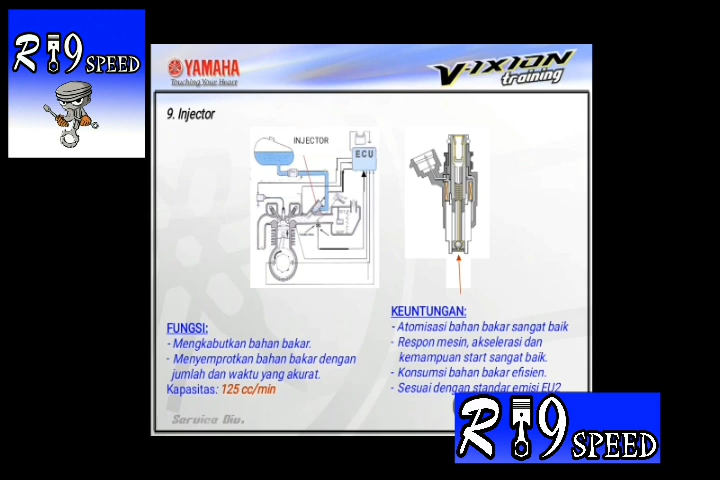 R 9 SPEED
YAMAHA
Touching Your Heart
V-IXION
training
9. Injector
INJECTOR
ECU
FUNGSI:
- Mengkabutkan bahan bakar.
- Menyemprotkan bahan bakar dengan
jumlah dan waktu yang akurat.
Kapasitas: 125 cc/min
KEUNTUNGAN:
- Atomisasi bahan bakar sangat baik
- Respon mesin, akselerasi dan
kemampuan start sangat baik.
- Konsumsi bahan bakar efisien.
- Sesuai dengan standar emisi EU2
Service Div.
R 9 SPEED